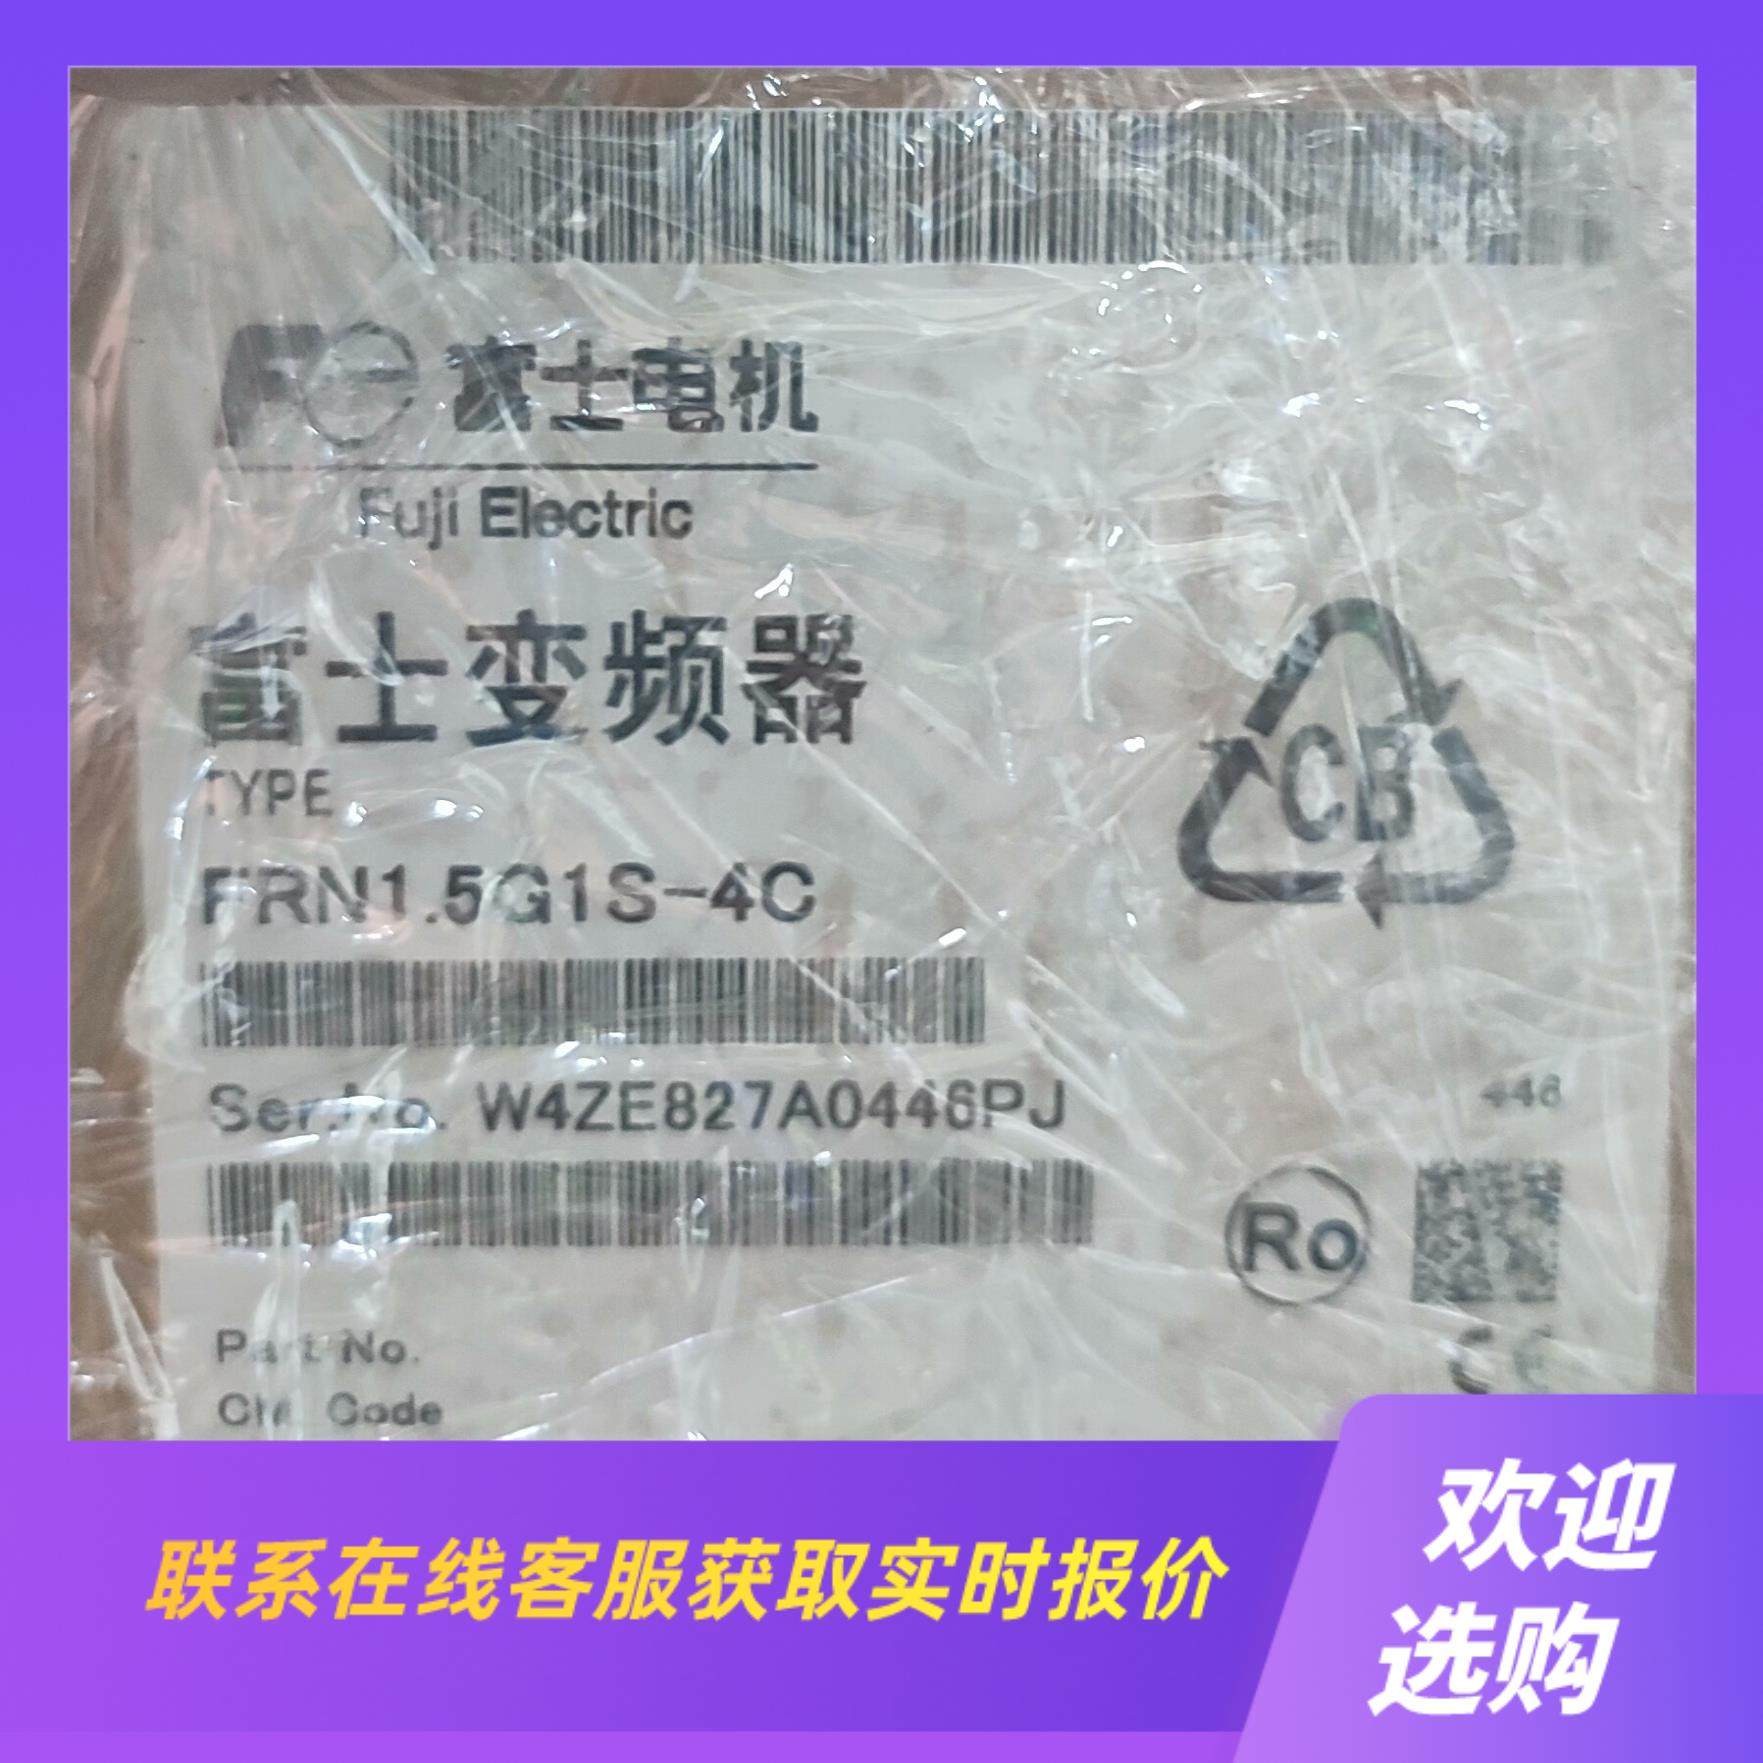 富士电机
Fuji Electric
富士变频器
TYPE
FRN1.5G1S-4C
CB
Ser.No. W4ZE827A0446PJ
446
Ro
Part No.
Code
联系在线客服获取实时报价
欢迎
选购